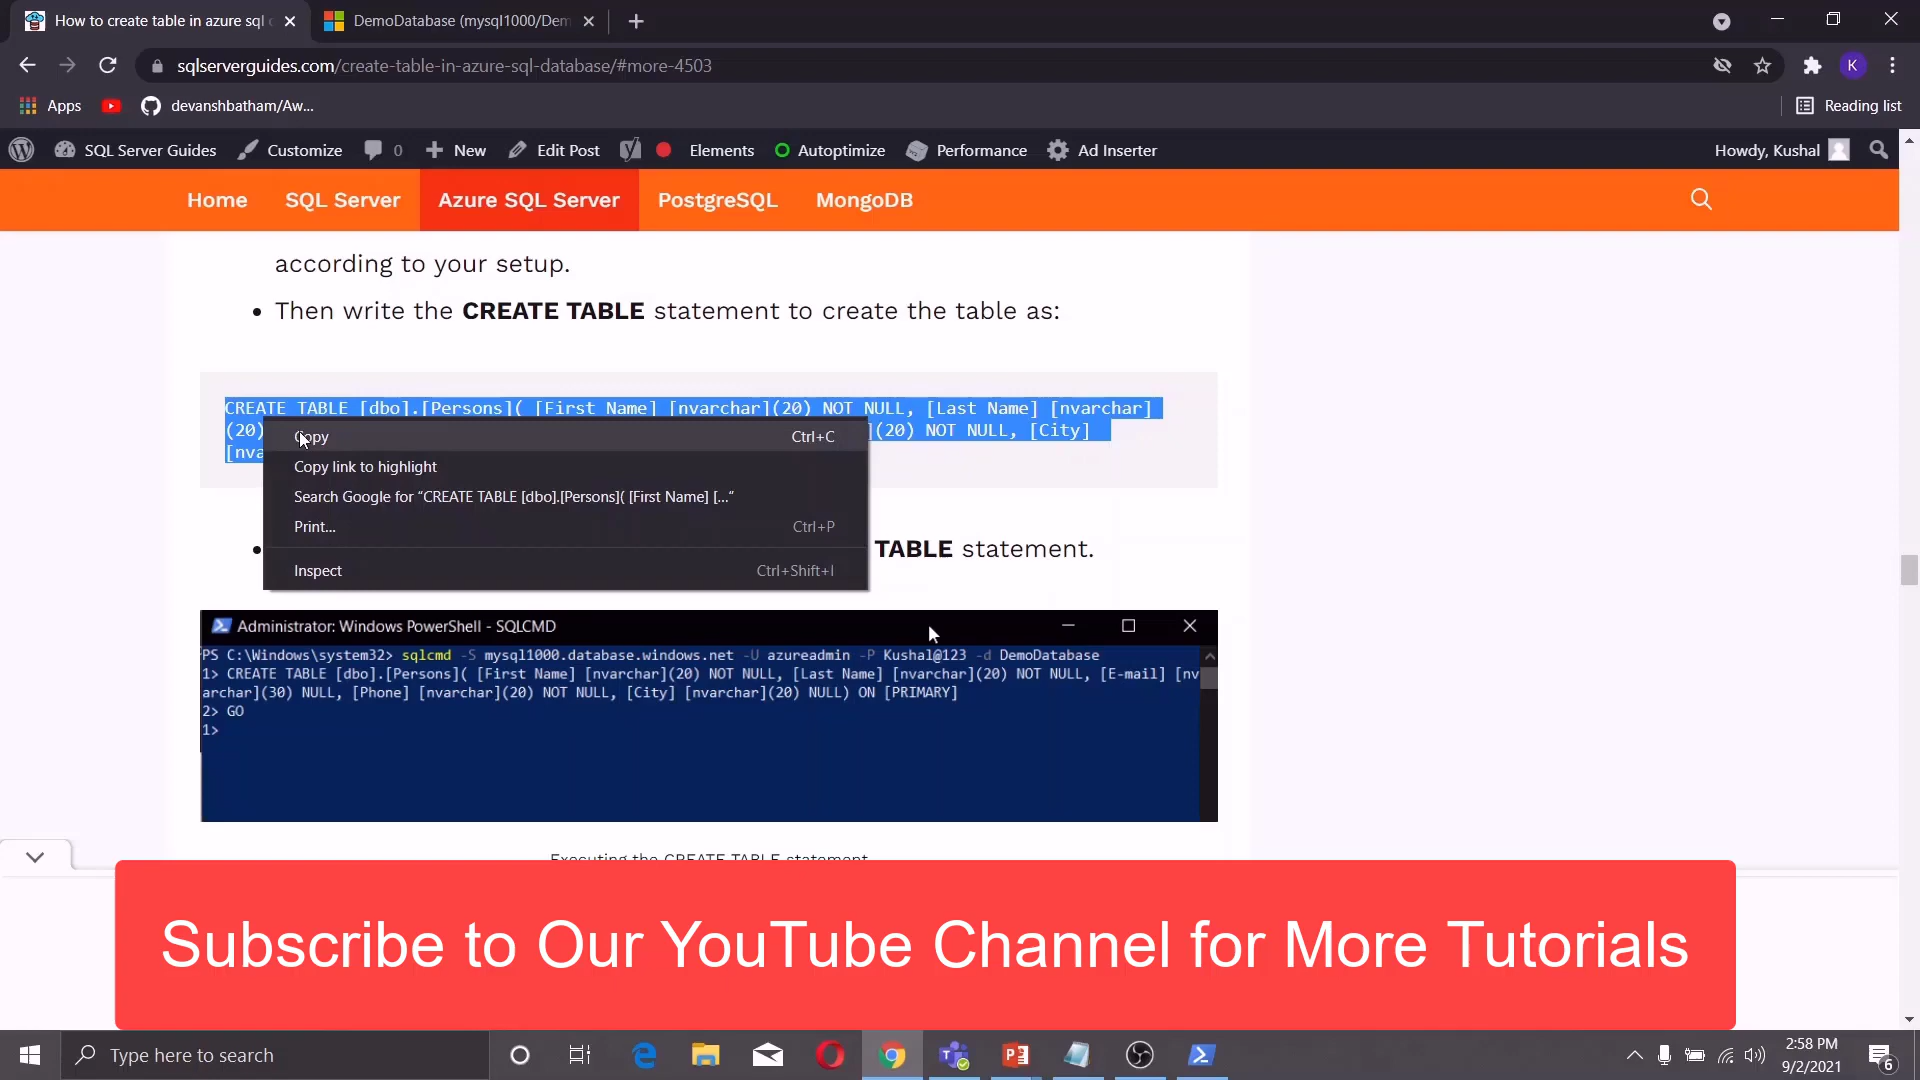 How to create table in azure sql
DemoDatabase (mysql1000/Dem
sqlserverguides.com/create-table-in-azure-sql-database/#more-4503
K
Apps
devanshbatham/Aw...
Reading list
SQL Server Guides
Customize
0
New
Edit Post
Elements
Autoptimize
Performance
Ad Inserter
Howdy, Kushal
Home
SQL Server
Azure SQL Server
PostgreSQL
MongoDB
according to your setup.
Then write the CREATE TABLE statement to create the table as:
CREATE TABLE [dbo].[Persons]( [First Name] [nvarchar](20) NOT NULL, [Last Name] [nvarchar]
(20) ](20) NOT NULL, [City]
[nva
Copy Ctrl+C
Copy link to highlight
Search Google for “CREATE TABLE [dbo].[Persons]( [First Name] [...”
Print... Ctrl+P
Inspect Ctrl+Shift+I
TABLE statement.
Administrator: Windows PowerShell - SQLCMD
PS C:\Windows\system32> sqlcmd -S mysql1000.database.windows.net -U azureadmin -P Kushal@123 -d DemoDatabase
1> CREATE TABLE [dbo].[Persons]( [First Name] [nvarchar](20) NOT NULL, [Last Name] [nvarchar](20) NOT NULL, [E-mail] [nv
archar](30) NULL, [Phone] [nvarchar](20) NOT NULL, [City] [nvarchar](20) NULL) ON [PRIMARY]
2> GO
1>
Executing the CREATE TABLE statement
Subscribe to Our YouTube Channel for More Tutorials
Type here to search
2:58 PM
9/2/2021
6